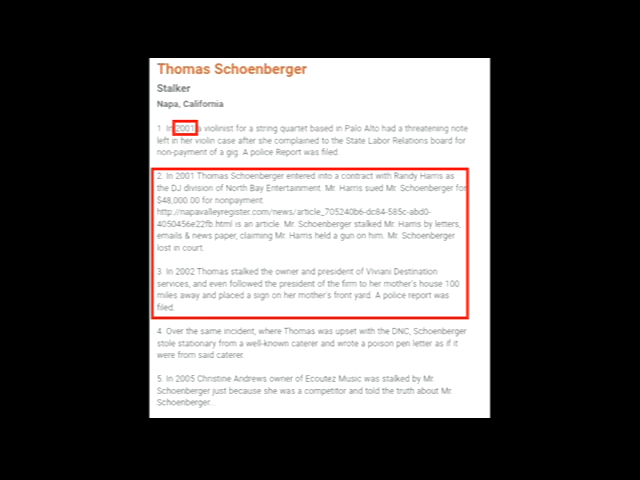 Thomas Schoenberger
Stalker
Napa, California
1. In 2001 a violinist for a string quartet based in Palo Alto had a threatening note
left in her violin case after she complained to the State Labor Relations board for
non-payment of a gig. A police Report was filed.
2. In 2001 Thomas Schoenberger entered into a contract with Randy Harris as
the DJ division of North Bay Entertainment. Mr. Harris sued Mr. Schoenberger for
$48,000.00 for nonpayment.
http://napavalleyregister.com/news/article_705240b6-dc84-585c-abd0-
4050456e22fb.html is an article. Mr. Schoenberger stalked Mr. Harris by letters,
emails & news paper, claiming Mr. Harris held a gun on him. Mr. Schoenberger
lost in court.
3. In 2002 Thomas stalked the owner and president of Viviani Destination
services, and even followed the president of the firm to her mother's house 100
miles away and placed a sign on her mother's front yard. A police report was
filed.
4. Over the same incident, where Thomas was upset with the DNC, Schoenberger
stole stationary from a well-known caterer and wrote a poison pen letter as if it
were from said caterer.
5. In 2005 Christine Andrews owner of Ecoutez Music was stalked by Mr.
Schoenberger just because she was a competitor and told the truth about Mr.
Schoenberger...